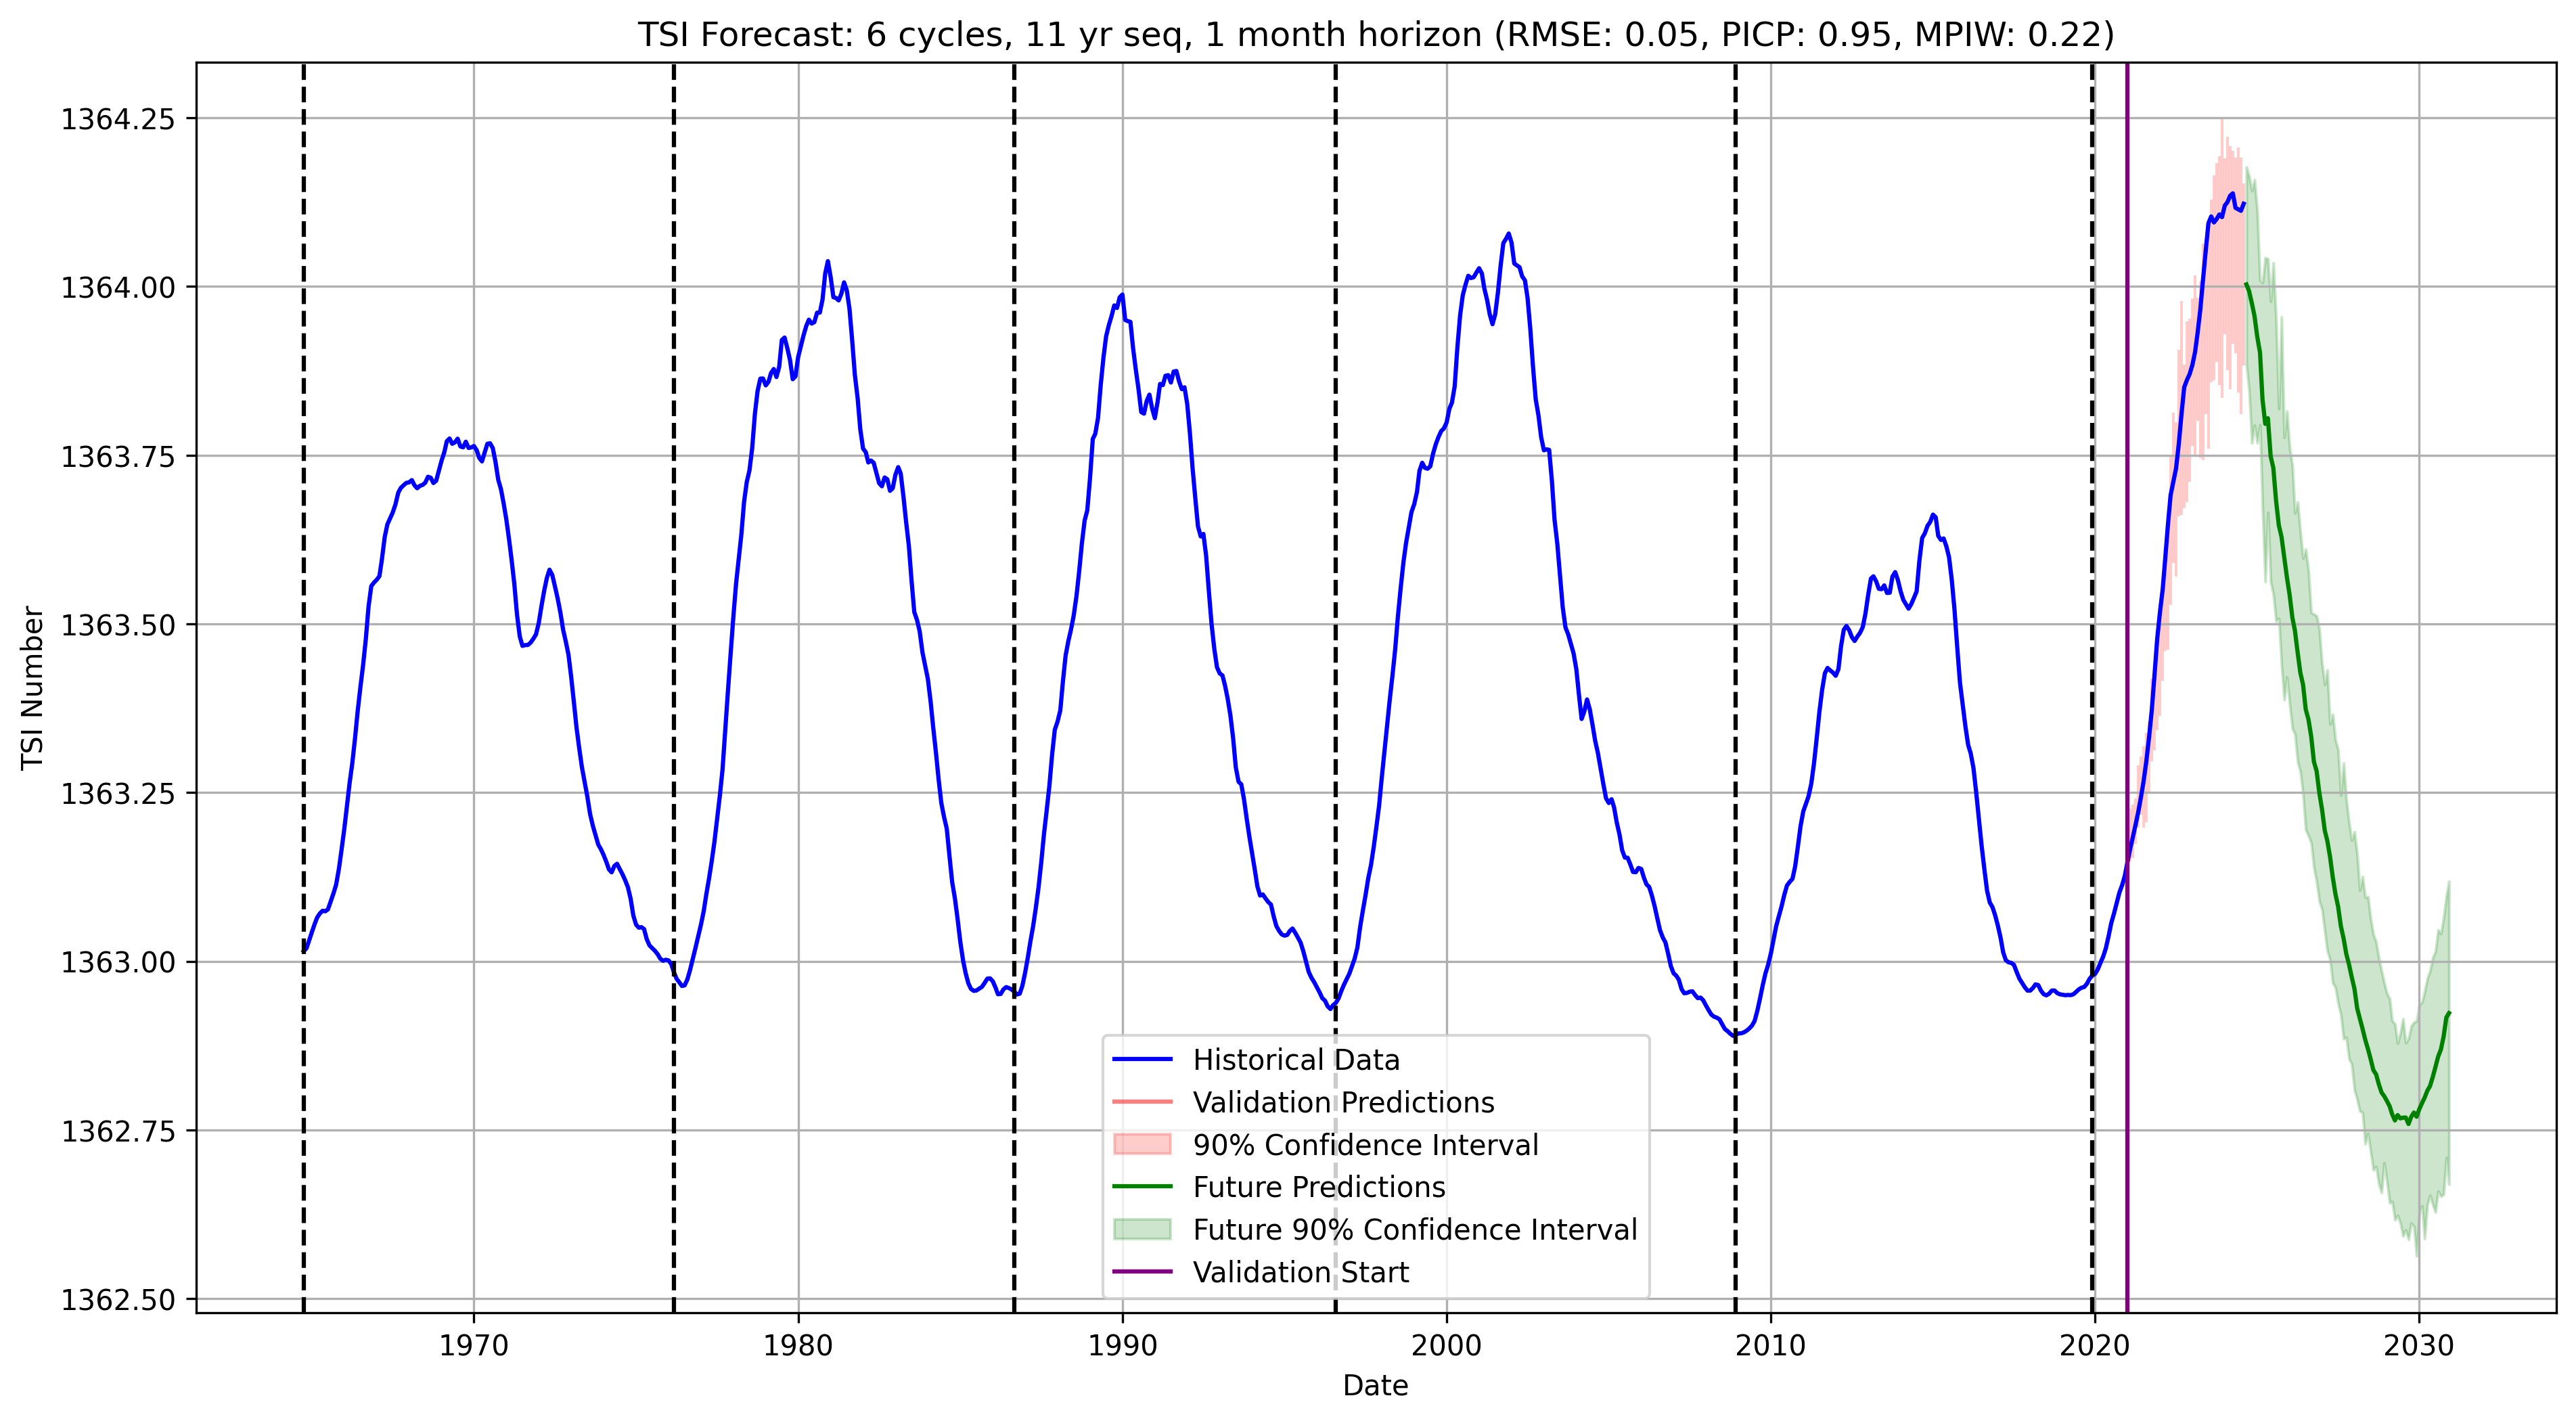 TSI Forecast: 6 cycles, 11 yr seq, 1 month horizon (RMSE: 0.05, PICP: 0.95, MPIW: 0.22)
TSI Number
1364.25
1364.00
1363.75
1363.50
1363.25
1363.00
1362.75
1362.50
Historical Data
Validation Predictions
90% Confidence Interval
Future Predictions
Future 90% Confidence Interval
Validation Start
1970
1980
1990
2000
2010
2020
2030
Date